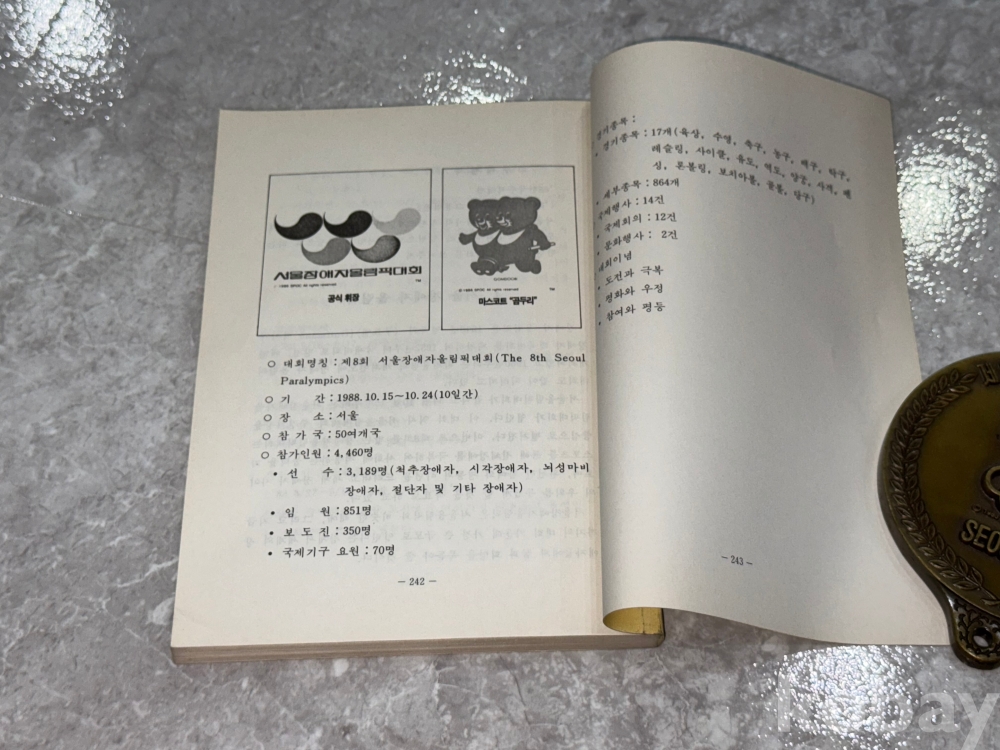 서울장애자올림픽대회
TM
공식 휘장
TM
마스코트 "곰두리"
○ 대회명칭 : 제8회 서울장애자올림픽대회(The 8th Seoul
Paralympics)
○ 기 간 : 1988. 10. 15～10. 24(10일간)
○ 장 소 : 서울
○ 참 가 국 : 50여개국
○ 참가인원 : 4,460명
• 선 수 : 3,189명(척추장애자, 시각장애자, 뇌성마비
장애자, 절단자 및 기타 장애자)
• 임 원 : 851명
• 보 도 진 : 350명
• 국제기구 요원 : 70명
— 242 —
경기종목 :
• 경기종목 : 17개(육상, 수영, 축구, 농구, 배구, 탁구,
레슬링, 사이클, 유도, 역도, 양궁, 사격, 펜
싱, 론볼링, 보치아롤, 골볼, 당구)
• 세부종목 : 864개
국제행사 : 14건
• 국제회의 : 12건
• 문화행사 : 2건
대회이념
• 도전과 극복
• 평화와 우정
• 참여와 평등
— 243 —
SEO